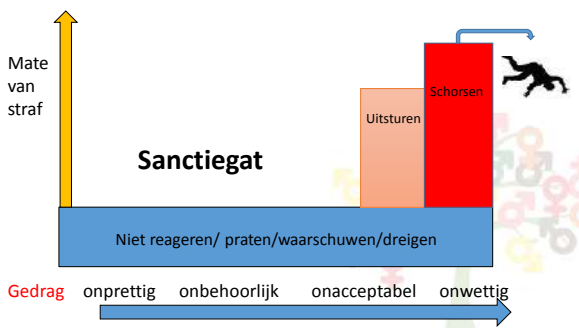 Mate
van
straf
Schorsen
Uitsturen
Sanctiegat
Niet reageren/ praten/waarschuwen/dreigen
Gedrag onprettig onbehoorlijk onacceptabel onwettig